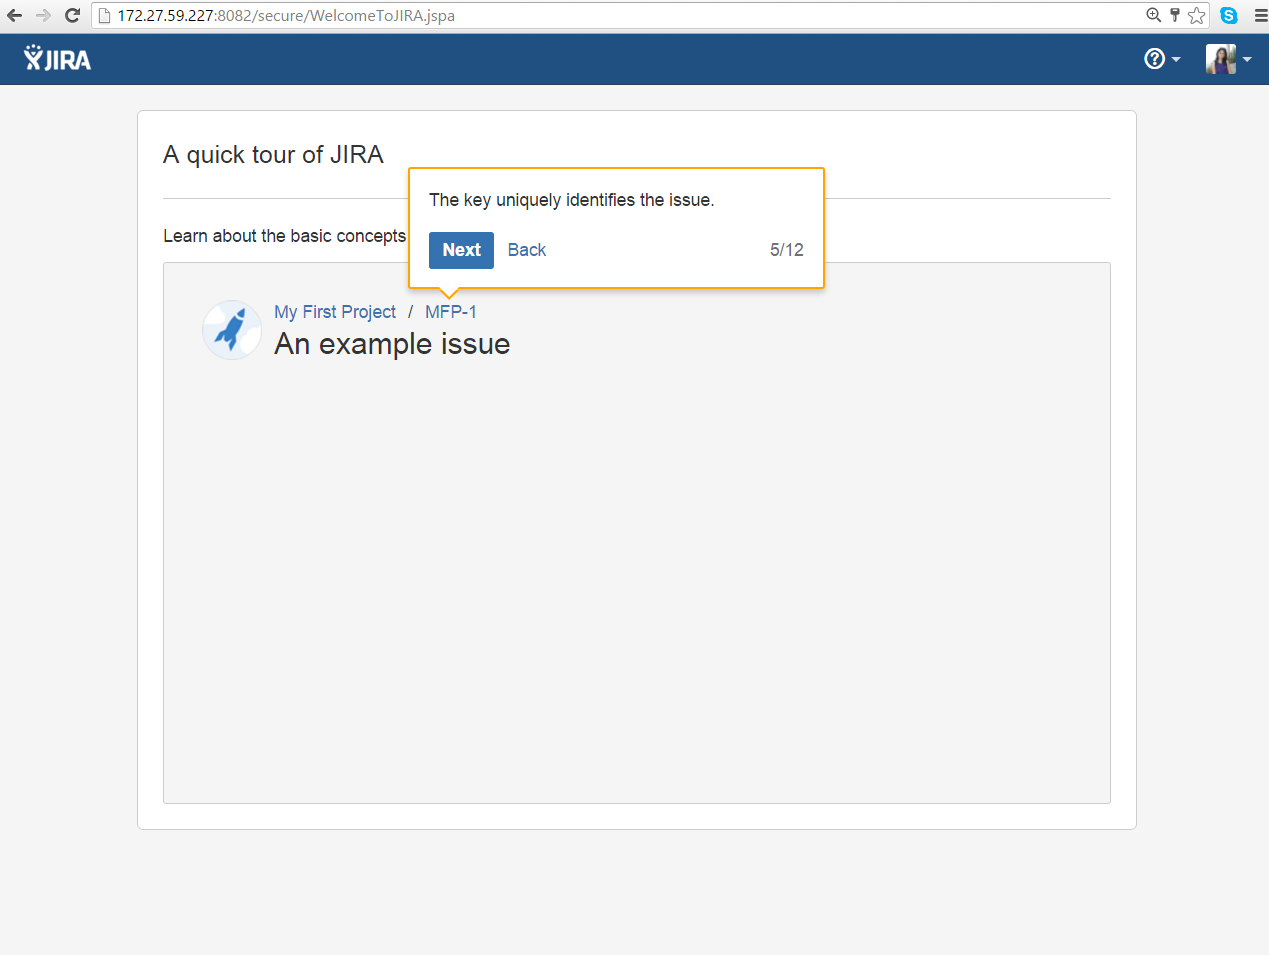 172.27.59.227:8082/secure/WelcomeToJIRA.jspa
JIRA
A quick tour of JIRA
The key uniquely identifies the issue.
Next Back 5/12
Learn about the basic concepts
My First Project / MFP-1
An example issue